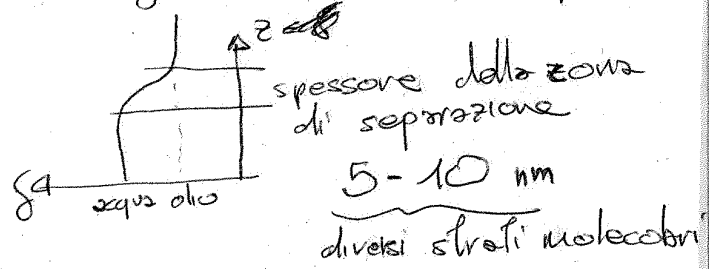 z
spessore della zona
di separazione
5-10 nm
diversi strati molecolari
ρ
acqua olio